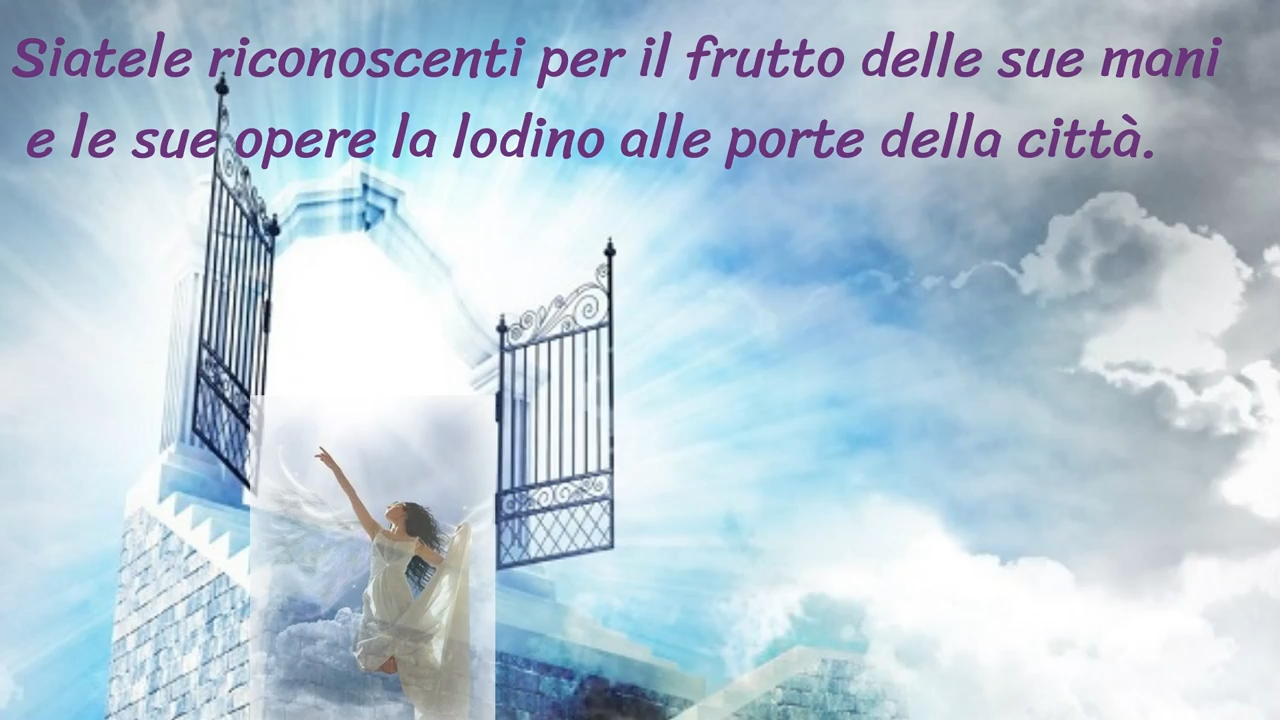 Siatele riconoscenti per il frutto delle sue mani
e le sue opere la lodino alle porte della città.